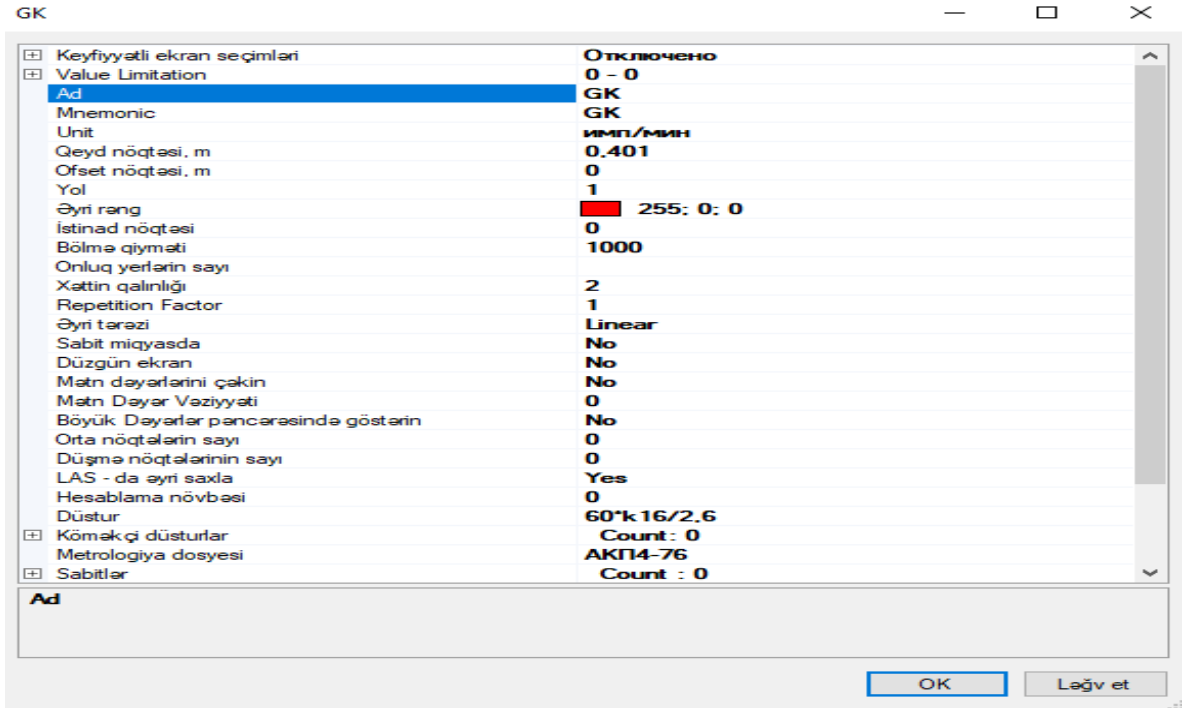 GK
Keyfiyyətli ekran seçimləri Отключено
Value Limitation 0 - 0
Ad GK
Mnemonic GK
Unit имп/мин
Qeyd nöqtəsi, m 0,401
Ofset nöqtəsi, m 0
Yol 1
Əyri rəng 255; 0; 0
İstinad nöqtəsi 0
Bölmə qiyməti 1000
Onluq yerlərin sayı
Xəttin qalınlığı 2
Repetition Factor 1
Əyri tərəzi Linear
Sabit miqyasda No
Düzgün ekran No
Mətn dəyərlərini çəkin No
Mətn Dəyər Vəziyyəti 0
Böyük Dəyərlər pəncərəsində göstərin No
Orta nöqtələrin sayı 0
Düşmə nöqtələrinin sayı 0
LAS - da əyri saxla Yes
Hesablama növbəsi 0
Düstur 60*k16/2,6
Köməkçi düsturlar Count: 0
Metrologiya dosyesi АКП4-76
Sabitlər Count : 0
Ad
OK Ləğv et